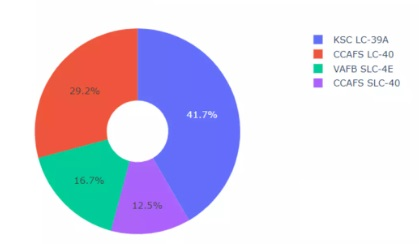 KSC LC-39A
CCAFS LC-40
VAFB SLC-4E
CCAFS SLC-40
29.2%
41.7%
16.7%
12.5%